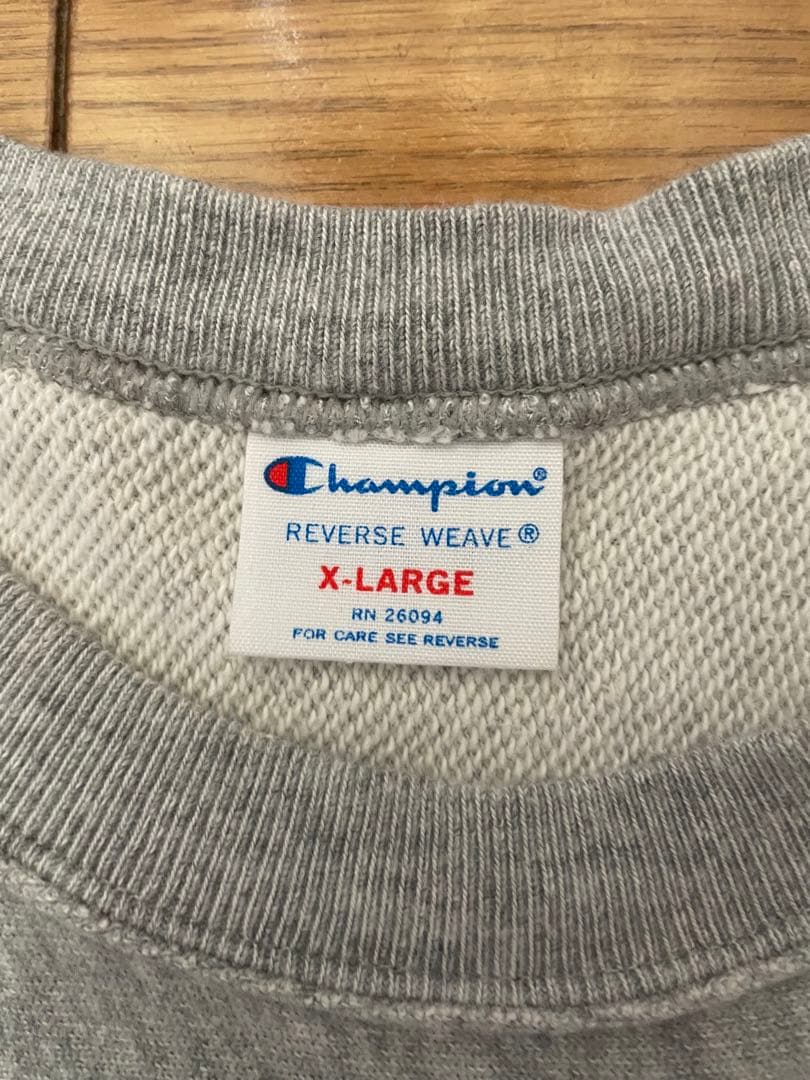 Champion®
REVERSE WEAVE®
X-LARGE
RN 26094
FOR CARE SEE REVERSE